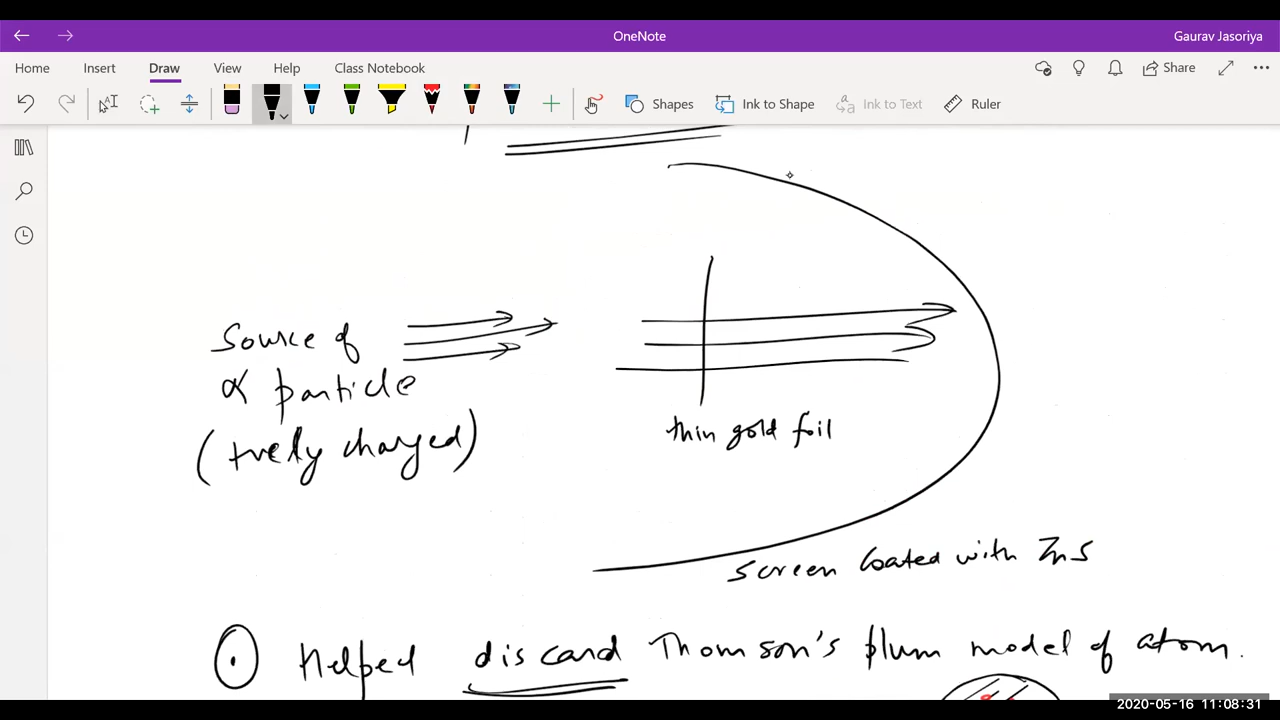 OneNote
Gaurav Jasoriya
Home Insert Draw View Help Class Notebook
Share
Shapes Ink to Shape Ink to Text Ruler
Source of
α particle
(+vely charged)
thin gold foil
Screen Coated with ZnS
Helped discard Thomson's plum model of atom.
2020-05-16 11:08:31